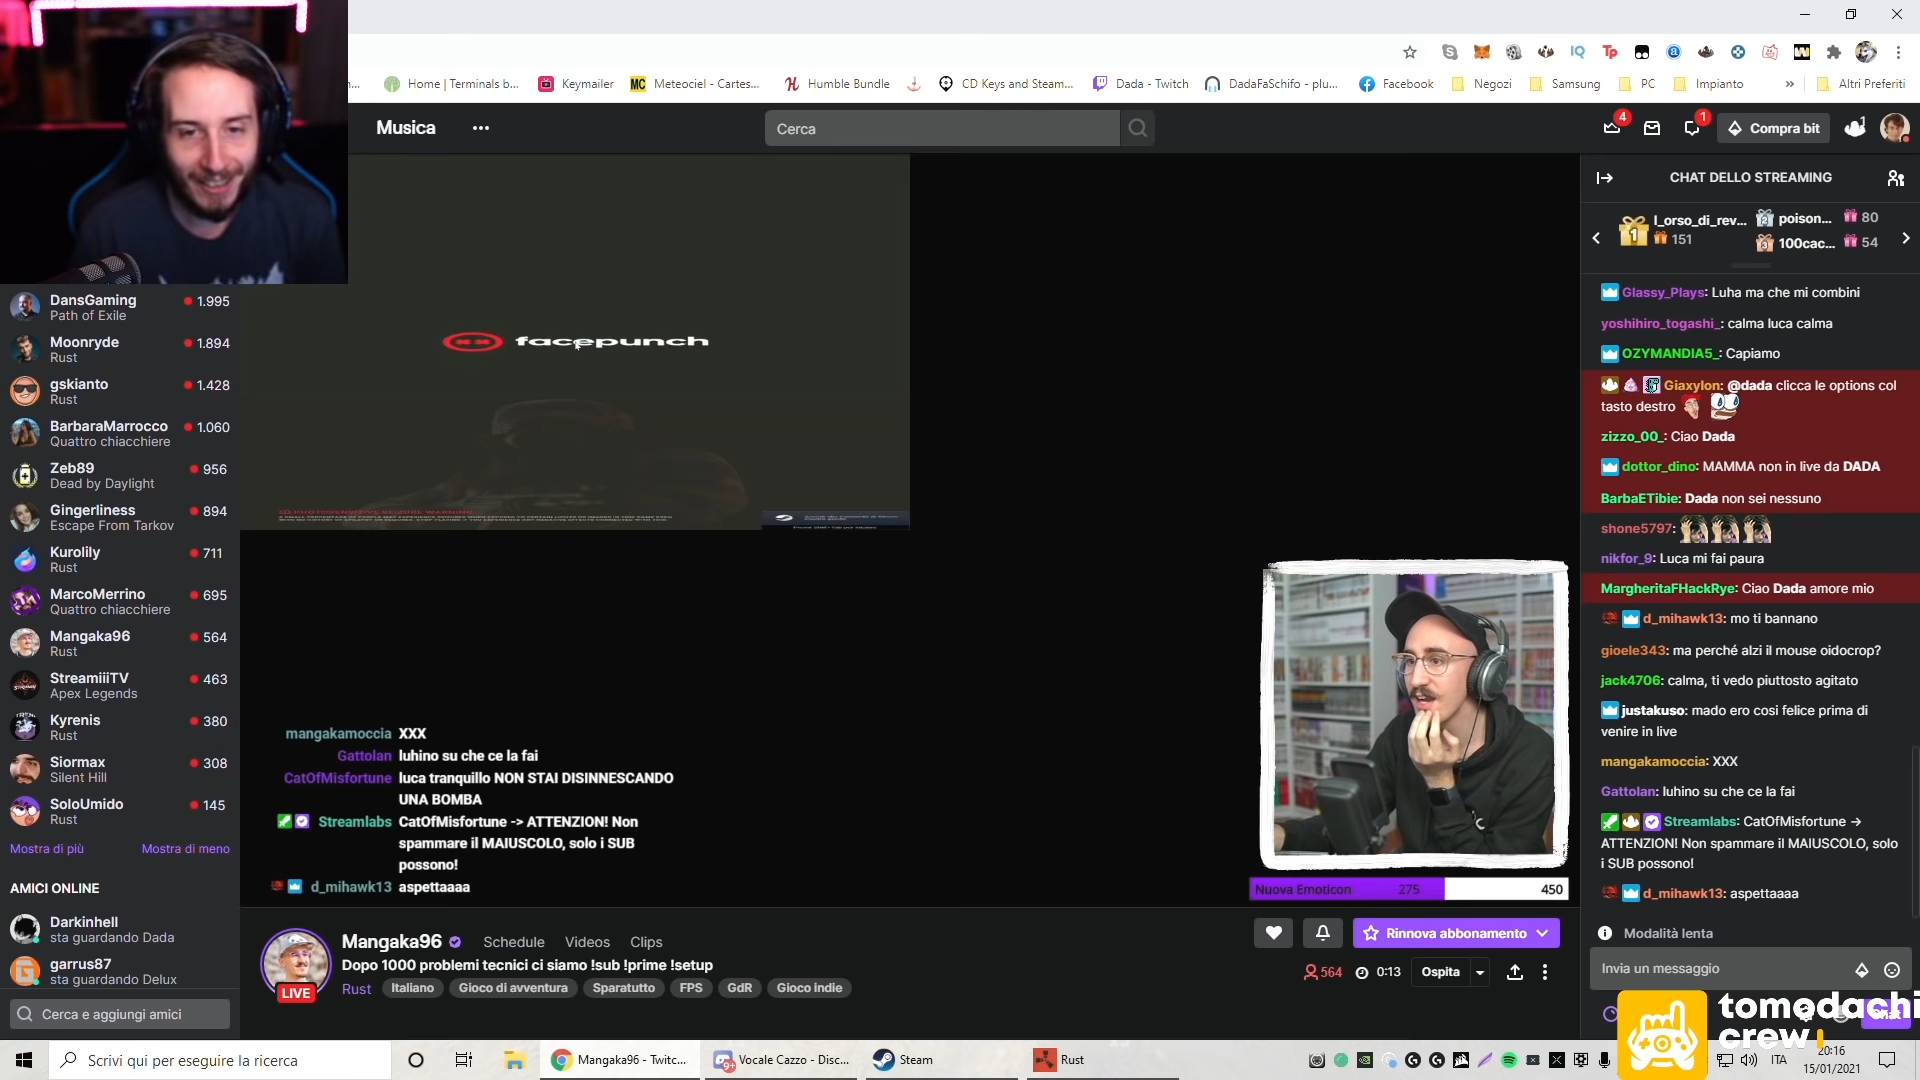 Home | Terminals b...
Keymailer
Meteociel - Cartes...
Humble Bundle
CD Keys and Steam...
Dada - Twitch
DadaFaSchifo - plu...
Facebook
Negozi
Samsung
PC
Impianto
»
Altri Preferiti
Musica
Cerca
4
1
Compra bit
1
DansGaming
1.995
Path of Exile
Moonryde
1.894
Rust
gskianto
1.428
Rust
BarbaraMarrocco
1.060
Quattro chiacchiere
Zeb89
956
Dead by Daylight
Gingerliness
894
Escape From Tarkov
Kurolily
711
Rust
MarcoMerrino
695
Quattro chiacchiere
Mangaka96
564
Rust
StreamiiiTV
463
Apex Legends
Kyrenis
380
Rust
Siormax
308
Silent Hill
SoloUmido
145
Rust
Mostra di più
Mostra di meno
AMICI ONLINE
Darkinhell
sta guardando Dada
garrus87
sta guardando Delux
Cerca e aggiungi amici
facepunch
mangakamoccia XXX
Gattolan luhino su che ce la fai
CatOfMisfortune luca tranquillo NON STAI DISINNESCANDO
UNA BOMBA
Streamlabs CatOfMisfortune -> ATTENZION! Non
spammare il MAIUSCOLO, solo i SUB
possono!
d_mihawk13 aspettaaaa
Nuova Emoticon 275 450
Mangaka96
Schedule
Videos
Clips
Dopo 1000 problemi tecnici ci siamo !sub !prime !setup
Rust
Italiano
Gioco di avventura
Sparatutto
FPS
GdR
Gioco indie
LIVE
Rinnova abbonamento
564
0:13
Ospita
CHAT DELLO STREAMING
1
l_orso_di_rev...
151
poison...
80
100cac...
54
Glassy_Plays: Luha ma che mi combini
yoshihiro_togashi_: calma luca calma
OZYMANDIA5_: Capiamo
Giaxylon: @dada clicca le options col
tasto destro
zizzo_00_: Ciao Dada
dottor_dino: MAMMA non in live da DADA
BarbaETibie: Dada non sei nessuno
shone5797:
nikfor_9: Luca mi fai paura
MargheritaFHackRye: Ciao Dada amore mio
d_mihawk13: mo ti bannano
gioele343: ma perché alzi il mouse oidocrop?
jack4706: calma, ti vedo piuttosto agitato
justakuso: mado ero cosi felice prima di
venire in live
mangakamoccia: XXX
Gattolan: luhino su che ce la fai
Streamlabs: CatOfMisfortune →
ATTENZION! Non spammare il MAIUSCOLO, solo
i SUB possono!
d_mihawk13: aspettaaaa
Modalità lenta
Invia un messaggio
tomodachi
crew
Scrivi qui per eseguire la ricerca
Mangaka96 - Twitc...
9+
Vocale Cazzo - Disc...
Steam
Rust
ITA
20:16
15/01/2021